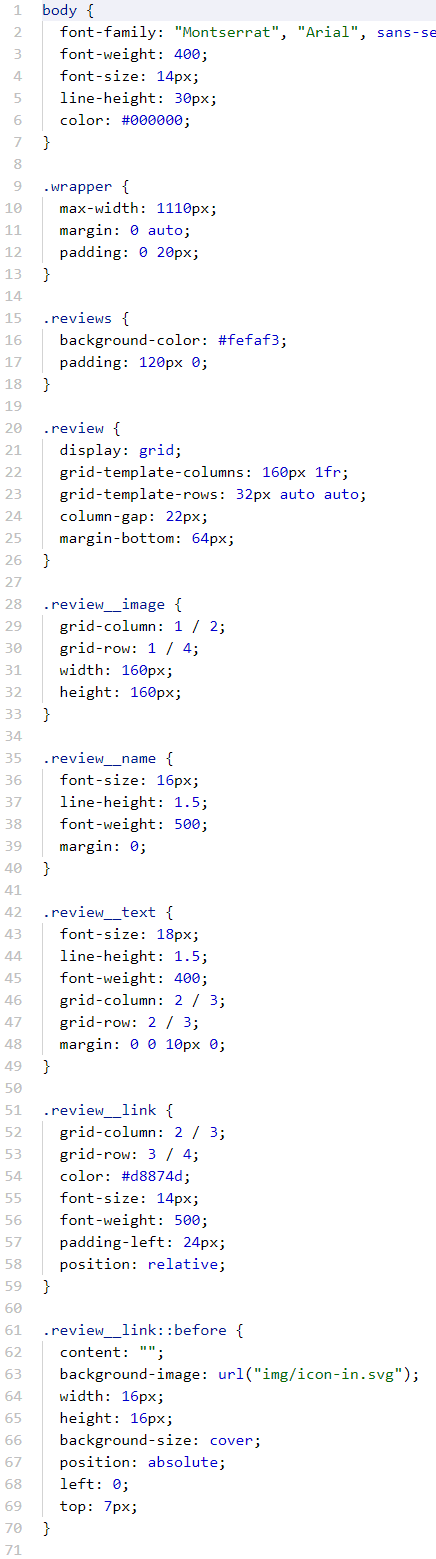 1 body {
2 font-family: "Montserrat", "Arial", sans-se
3 font-weight: 400;
4 font-size: 14px;
5 line-height: 30px;
6 color: #000000;
7 }
8
9 .wrapper {
10 max-width: 1110px;
11 margin: 0 auto;
12 padding: 0 20px;
13 }
14
15 .reviews {
16 background-color: #fefaf3;
17 padding: 120px 0;
18 }
19
20 .review {
21 display: grid;
22 grid-template-columns: 160px 1fr;
23 grid-template-rows: 32px auto auto;
24 column-gap: 22px;
25 margin-bottom: 64px;
26 }
27
28 .review__image {
29 grid-column: 1 / 2;
30 grid-row: 1 / 4;
31 width: 160px;
32 height: 160px;
33 }
34
35 .review__name {
36 font-size: 16px;
37 line-height: 1.5;
38 font-weight: 500;
39 margin: 0;
40 }
41
42 .review__text {
43 font-size: 18px;
44 line-height: 1.5;
45 font-weight: 400;
46 grid-column: 2 / 3;
47 grid-row: 2 / 3;
48 margin: 0 0 10px 0;
49 }
50
51 .review__link {
52 grid-column: 2 / 3;
53 grid-row: 3 / 4;
54 color: #d8874d;
55 font-size: 14px;
56 font-weight: 500;
57 padding-left: 24px;
58 position: relative;
59 }
60
61 .review__link::before {
62 content: "";
63 background-image: url("img/icon-in.svg");
64 width: 16px;
65 height: 16px;
66 background-size: cover;
67 position: absolute;
68 left: 0;
69 top: 7px;
70 }
71